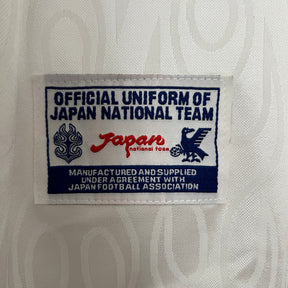 OFFICIAL UNIFORM OF
JAPAN NATIONAL TEAM
Japan
national team
MANUFACTURED AND SUPPLIED
UNDER AGREEMENT WITH
JAPAN FOOTBALL ASSOCIATION